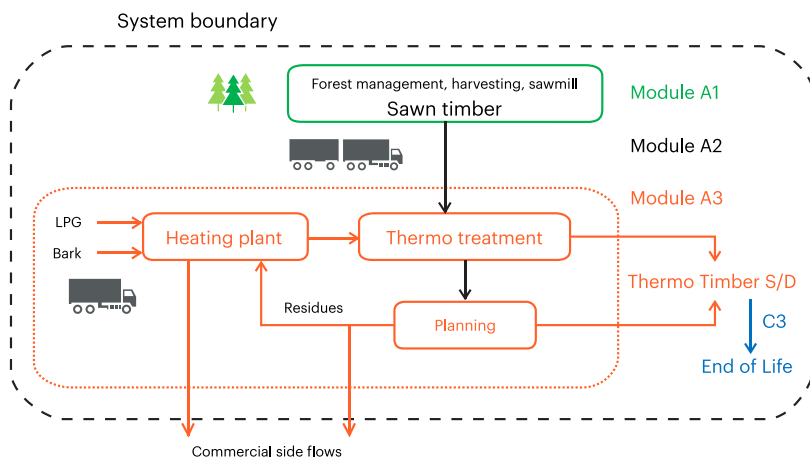 System boundary
Forest management, harvesting, sawmill
Sawn timber
Module A1
Module A2
Module A3
LPG
Bark
Heating plant
Thermo treatment
Thermo Timber S/D
Residues
Planning
C3
End of Life
Commercial side flows